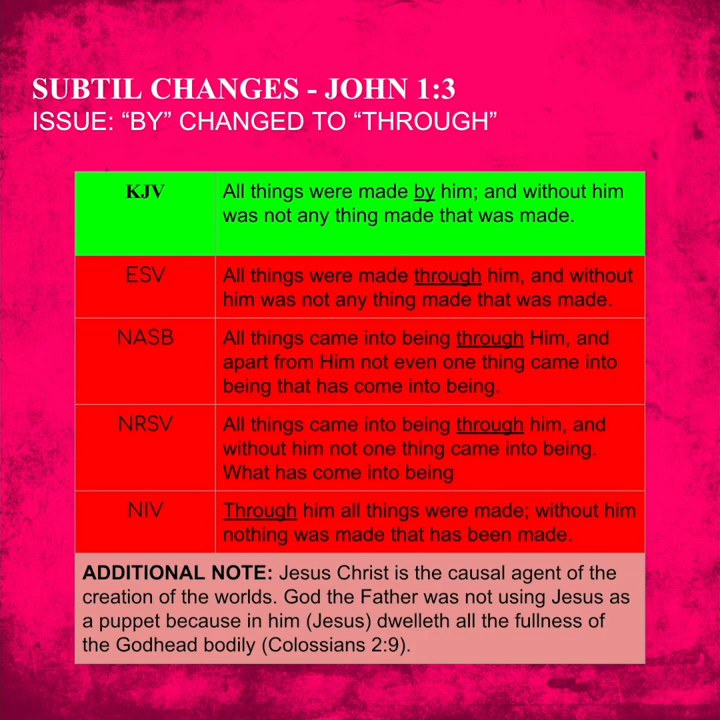 SUBTIL CHANGES - JOHN 1:3
ISSUE: “BY” CHANGED TO “THROUGH”
KJV
All things were made by him; and without him
was not any thing made that was made.
ESV
All things were made through him, and without
him was not any thing made that was made.
NASB
All things came into being through Him, and
apart from Him not even one thing came into
being that has come into being.
NRSV
All things came into being through him, and
without him not one thing came into being.
What has come into being
NIV
Through him all things were made; without him
nothing was made that has been made.
ADDITIONAL NOTE: Jesus Christ is the causal agent of the
creation of the worlds. God the Father was not using Jesus as
a puppet because in him (Jesus) dwelleth all the fullness of
the Godhead bodily (Colossians 2:9).